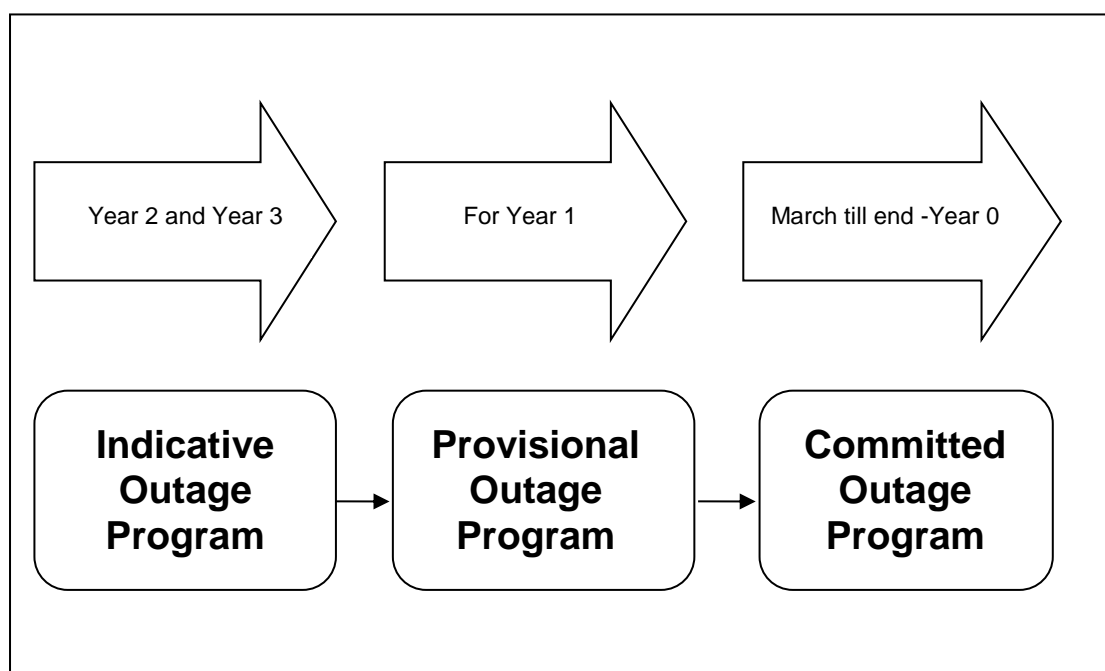 Year 2 and Year 3
For Year 1
March till end -Year 0
Indicative
Outage
Program
Provisional
Outage
Program
Committed
Outage
Program